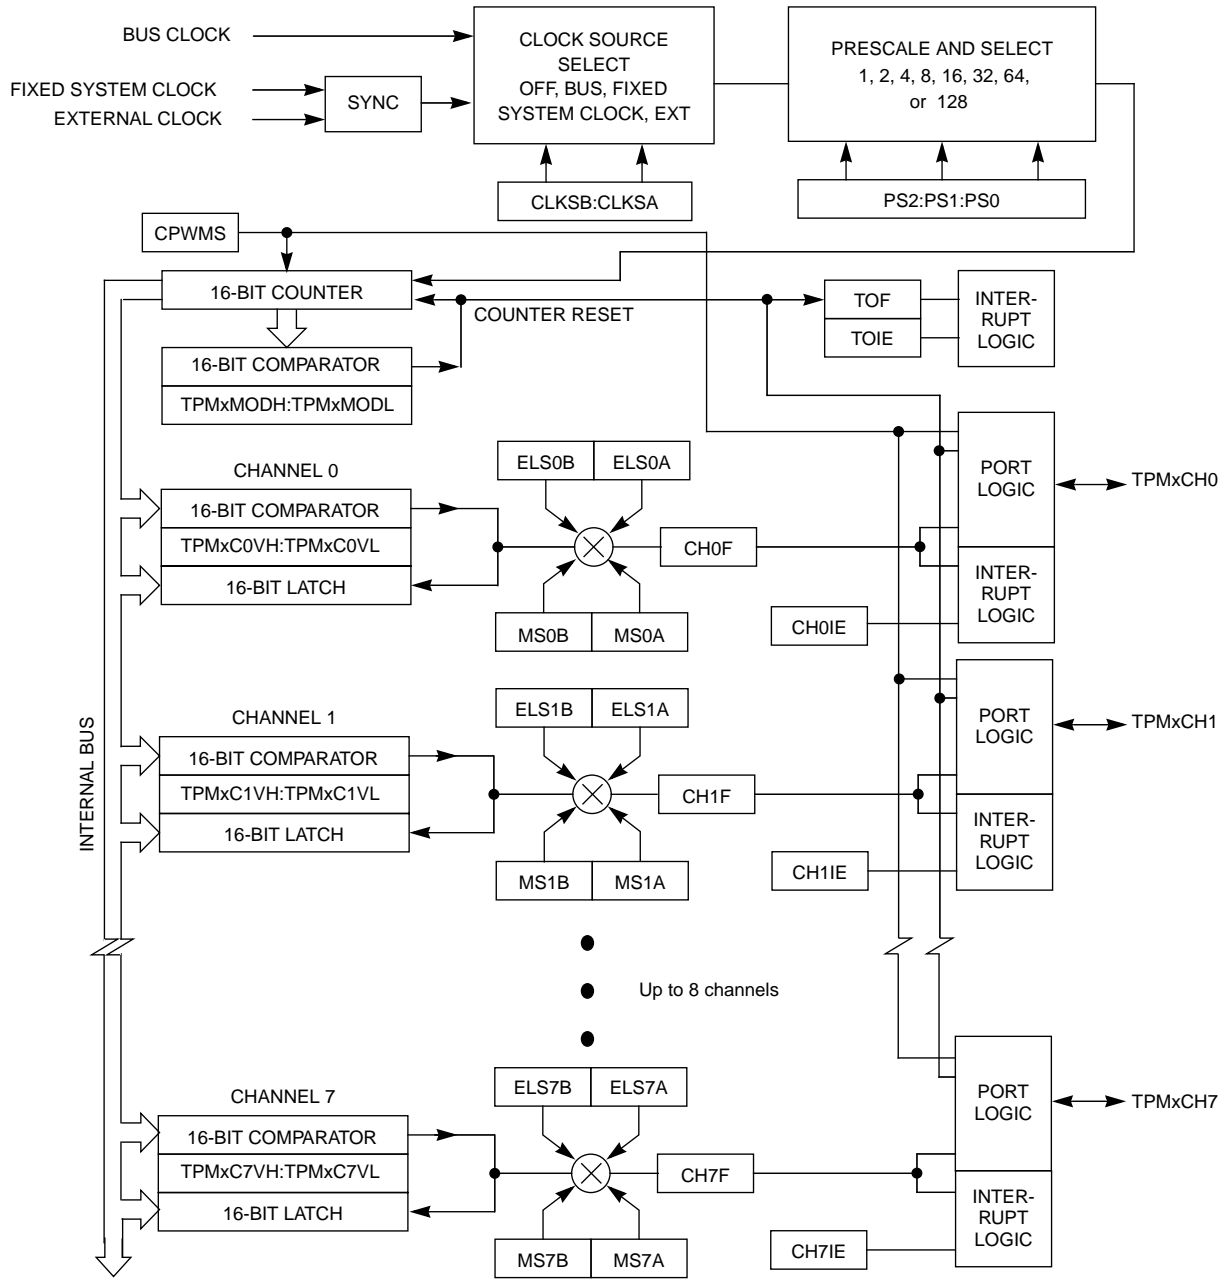 BUS CLOCK
FIXED SYSTEM CLOCK
EXTERNAL CLOCK
SYNC
CLOCK SOURCE
SELECT
OFF, BUS, FIXED
SYSTEM CLOCK, EXT
PRESCALE AND SELECT
1, 2, 4, 8, 16, 32, 64,
or 128
CLKSB:CLKSA
PS2:PS1:PS0
CPWMS
16-BIT COUNTER
COUNTER RESET
TOF
TOIE
INTER-
RUPT
LOGIC
16-BIT COMPARATOR
TPMxMODH:TPMxMODL
CHANNEL 0
16-BIT COMPARATOR
TPMxC0VH:TPMxC0VL
16-BIT LATCH
ELS0B
ELS0A
MS0B
MS0A
CH0F
CH0IE
PORT
LOGIC
INTER-
RUPT
LOGIC
TPMxCH0
INTERNAL BUS
CHANNEL 1
16-BIT COMPARATOR
TPMxC1VH:TPMxC1VL
16-BIT LATCH
ELS1B
ELS1A
MS1B
MS1A
CH1F
CH1IE
PORT
LOGIC
INTER-
RUPT
LOGIC
TPMxCH1
Up to 8 channels
CHANNEL 7
16-BIT COMPARATOR
TPMxC7VH:TPMxC7VL
16-BIT LATCH
ELS7B
ELS7A
MS7B
MS7A
CH7F
CH7IE
PORT
LOGIC
INTER-
RUPT
LOGIC
TPMxCH7